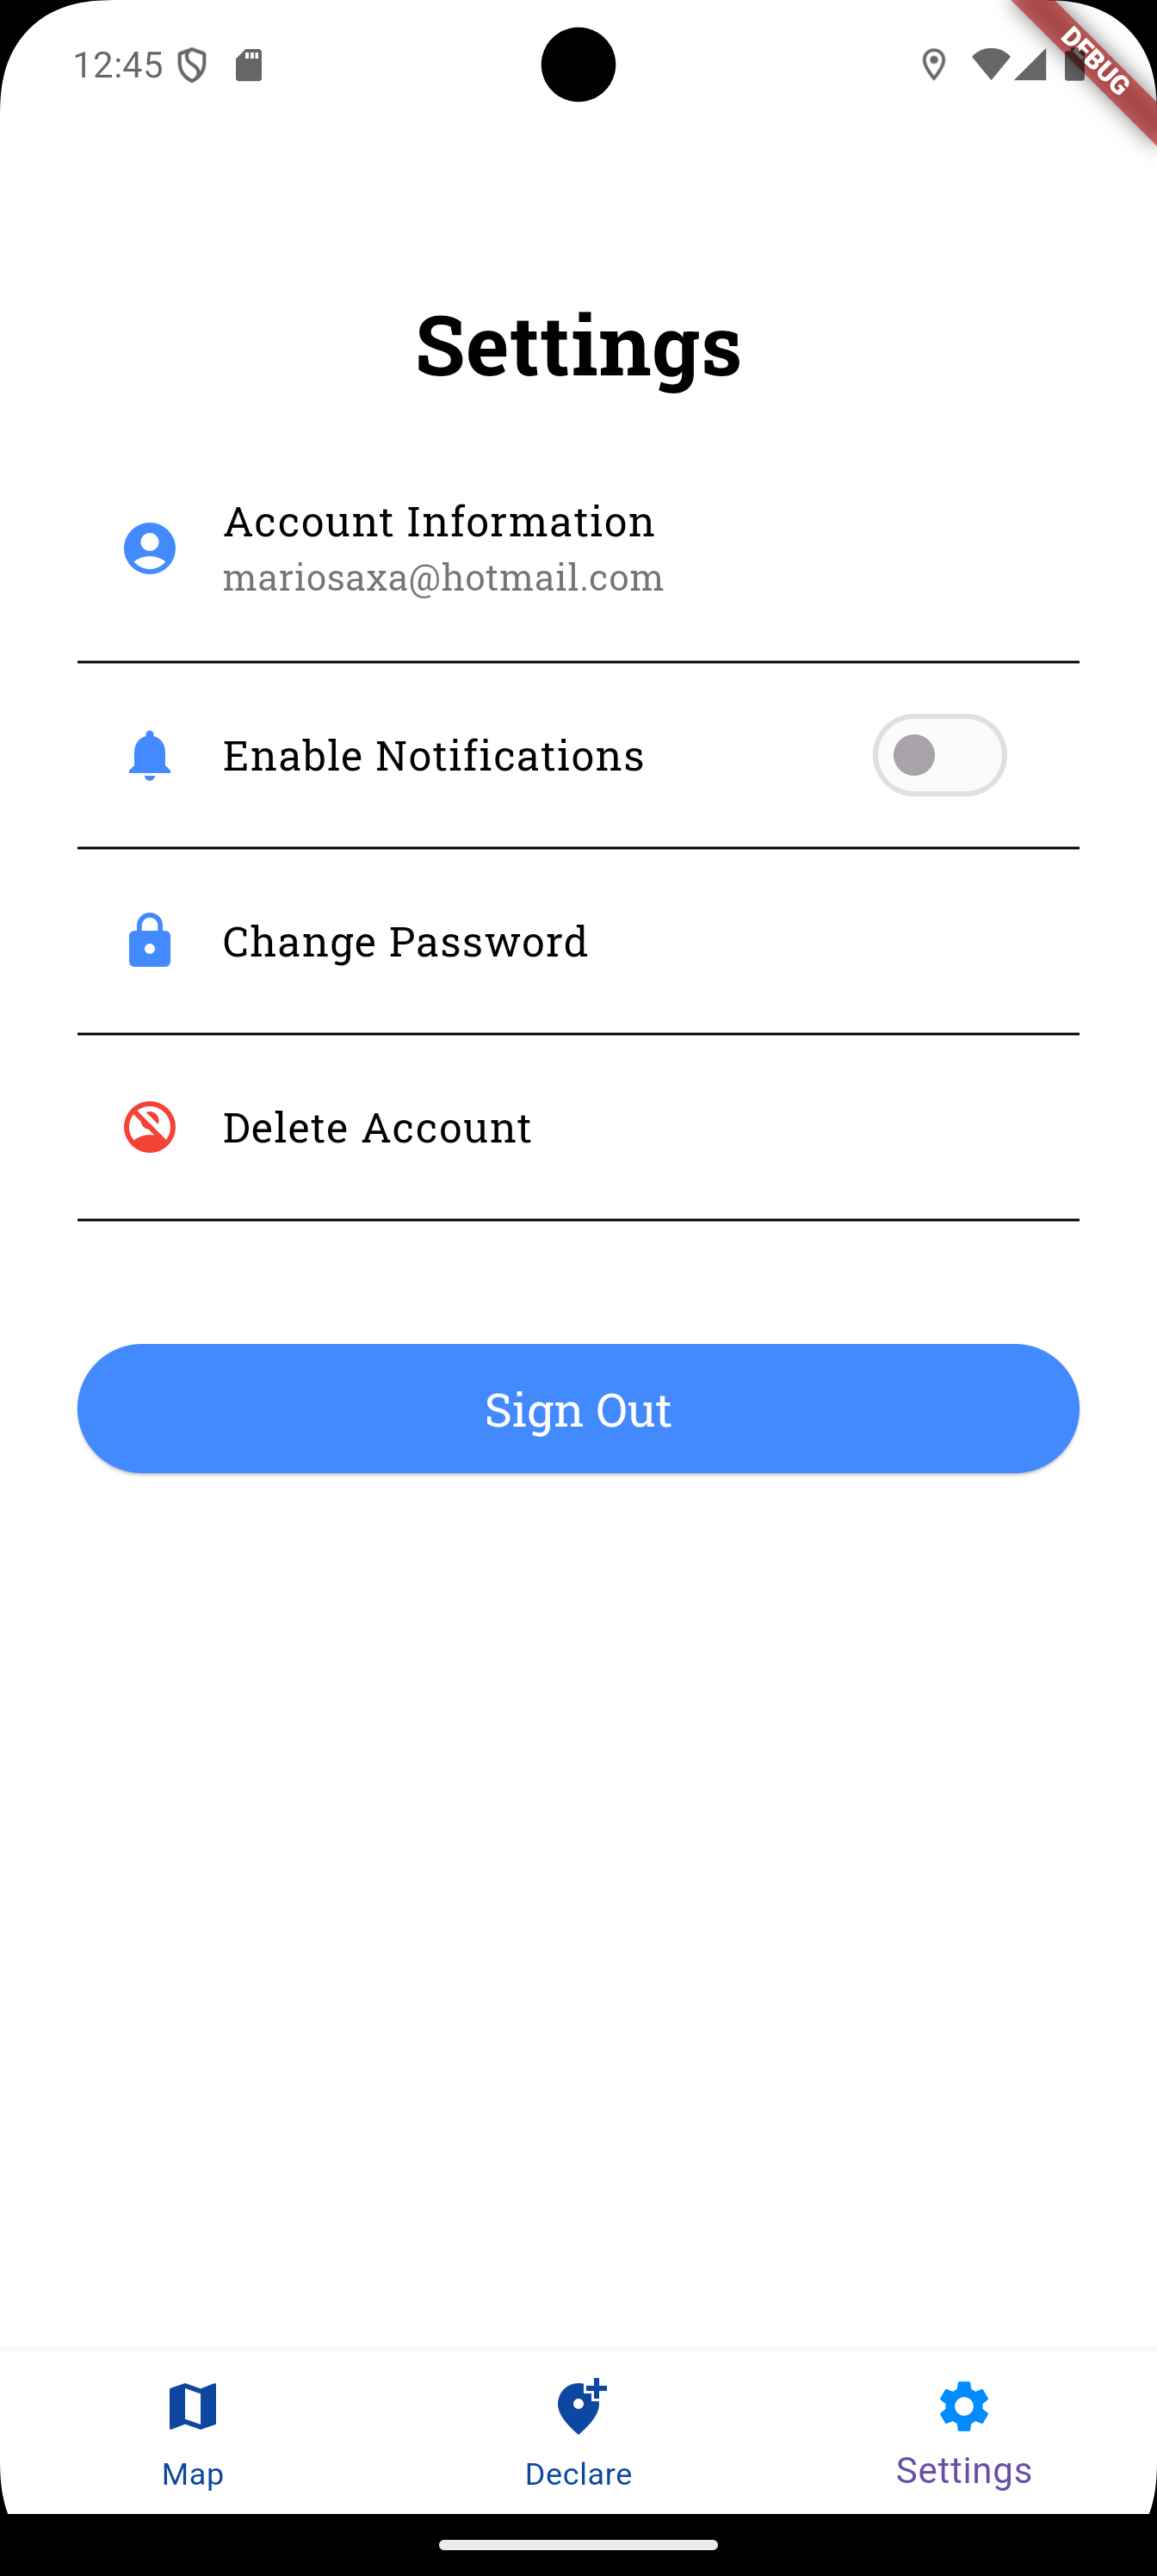 12:45
DEBUG
Settings
Account Information
mariosaxa@hotmail.com
Enable Notifications
Change Password
Delete Account
Sign Out
Map
Declare
Settings